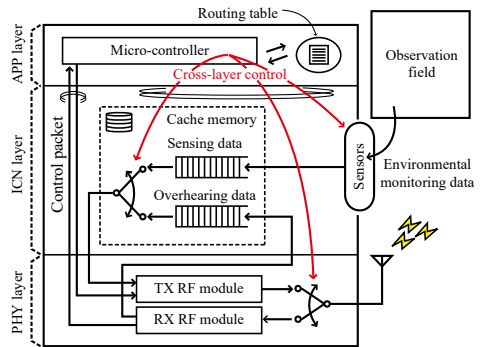 Routing table
APP layer
Micro-controller
Observation
field
Cross-layer control
ICN layer
Control packet
Cache memory
Sensing data
Sensors
Environmental
monitoring data
Overhearing data
PHY layer
TX RF module
RX RF module